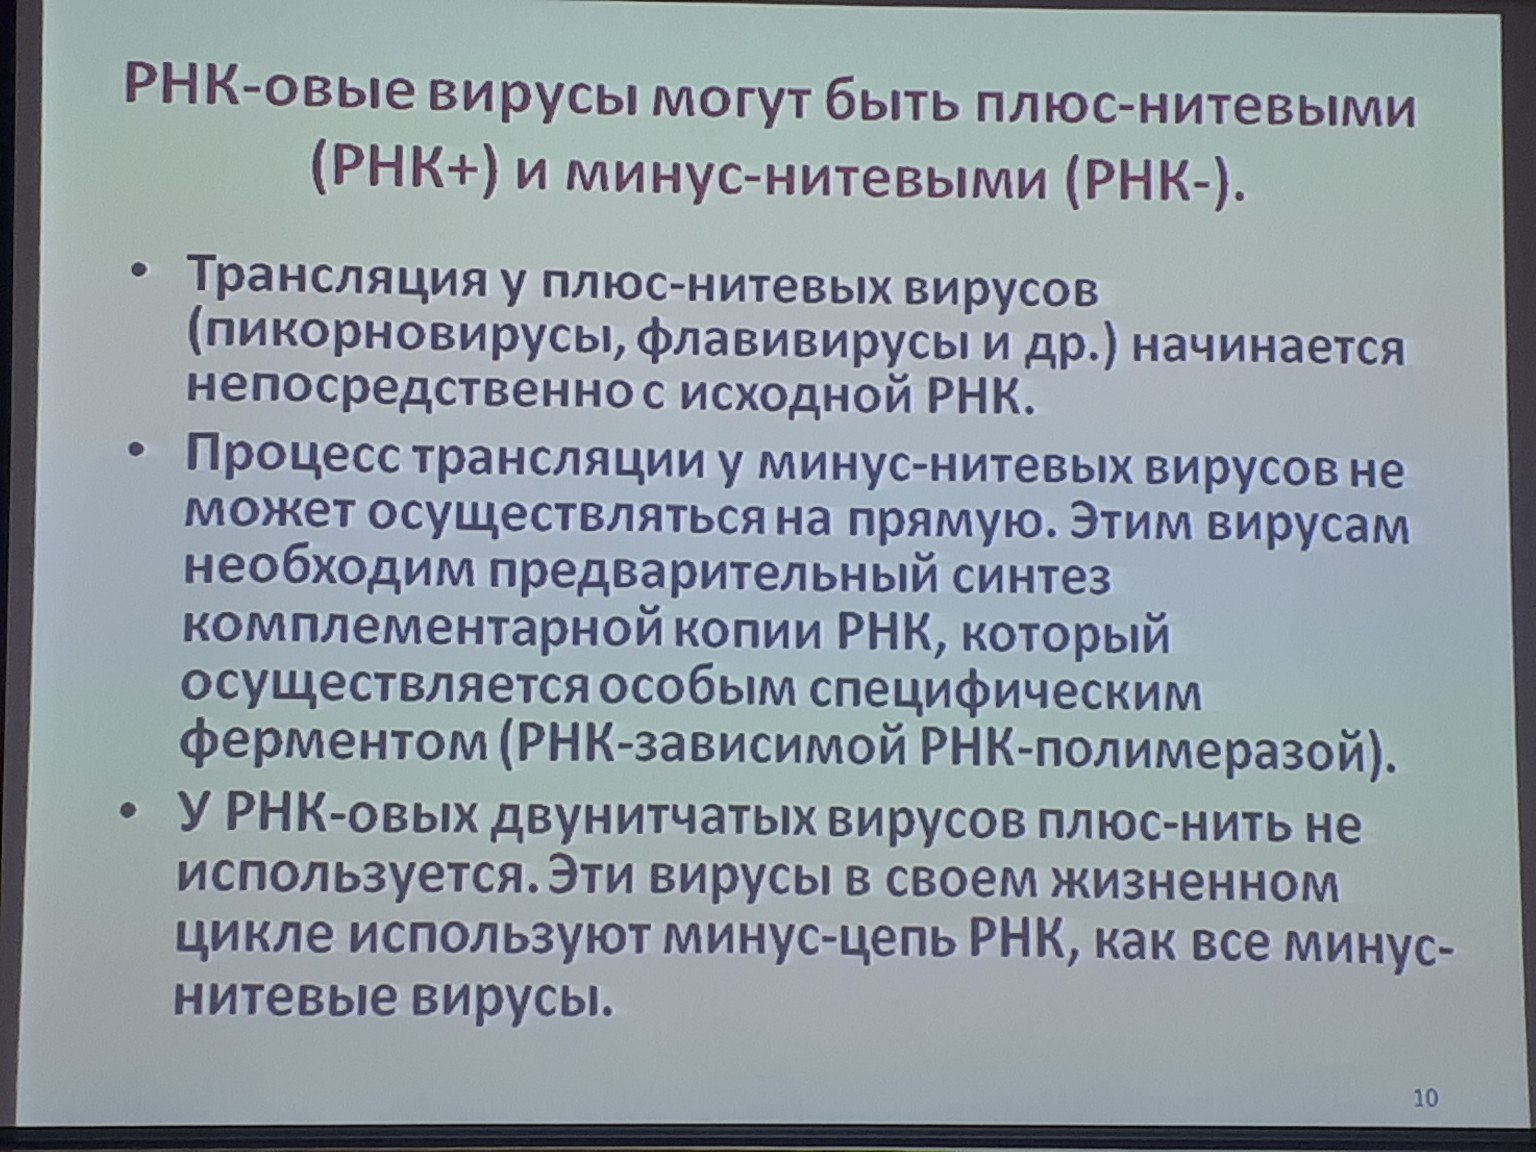 РНК-овые вирусы могут быть плюс-нитевыми
(РНК+) и минус-нитевыми (РНК-).
• Трансляция у плюс-нитевых вирусов
(пикорновирусы, флавивирусы и др.) начинается
непосредственно с исходной РНК.
• Процесс трансляции у минус-нитевых вирусов не
может осуществляться на прямую. Этим вирусам
необходим предварительный синтез
комплементарной копии РНК, который
осуществляется особым специфическим
ферментом (РНК-зависимой РНК-полимеразой).
• У РНК-овых двунитчатых вирусов плюс-нить не
используется. Эти вирусы в своем жизненном
цикле используют минус-цепь РНК, как все минус-
нитевые вирусы.
10